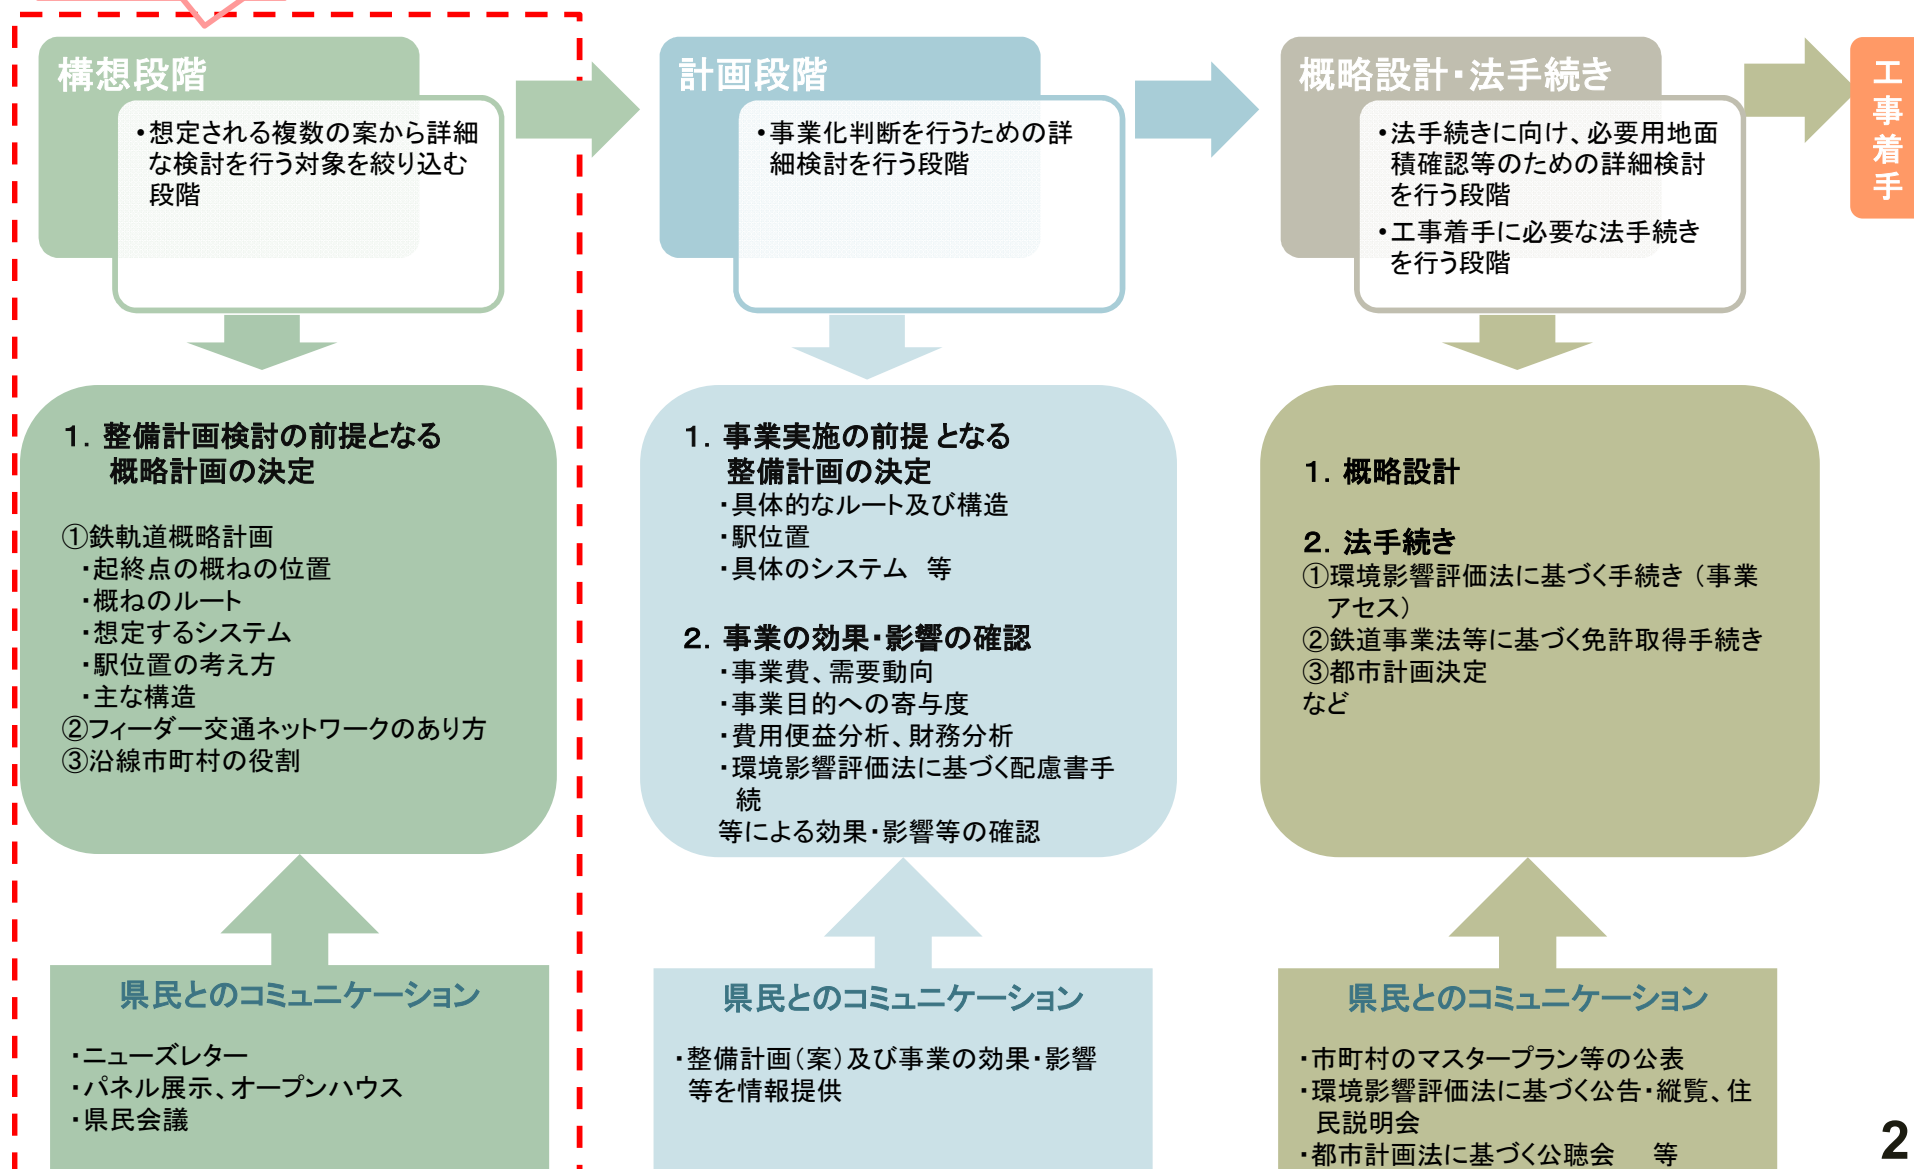 構想段階
・想定される複数の案から詳細
な検討を行う対象を絞り込む
段階
計画段階
・事業化判断を行うための詳
細検討を行う段階
概略設計・法手続き
・法手続きに向け、必要用地面
積確認等のための詳細検討
を行う段階
・工事着手に必要な法手続き
を行う段階
工事着手
1．整備計画検討の前提となる
概略計画の決定
①鉄軌道概略計画
・起終点の概ねの位置
・概ねのルート
・想定するシステム
・駅位置の考え方
・主な構造
②フィーダー交通ネットワークのあり方
③沿線市町村の役割
1．事業実施の前提 となる
整備計画の決定
・具体的なルート及び構造
・駅位置
・具体のシステム　等
2．事業の効果・影響の確認
・事業費、需要動向
・事業目的への寄与度
・費用便益分析、財務分析
・環境影響評価法に基づく配慮書手
続
等による効果・影響等の確認
1．概略設計
2．法手続き
①環境影響評価法に基づく手続き（事業
アセス）
②鉄道事業法等に基づく免許取得手続き
③都市計画決定
など
県民とのコミュニケーション
・ニューズレター
・パネル展示、オープンハウス
・県民会議
県民とのコミュニケーション
・整備計画（案）及び事業の効果・影響
等を情報提供
県民とのコミュニケーション
・市町村のマスタープラン等の公表
・環境影響評価法に基づく公告・縦覧、住
民説明会
・都市計画法に基づく公聴会　等
2